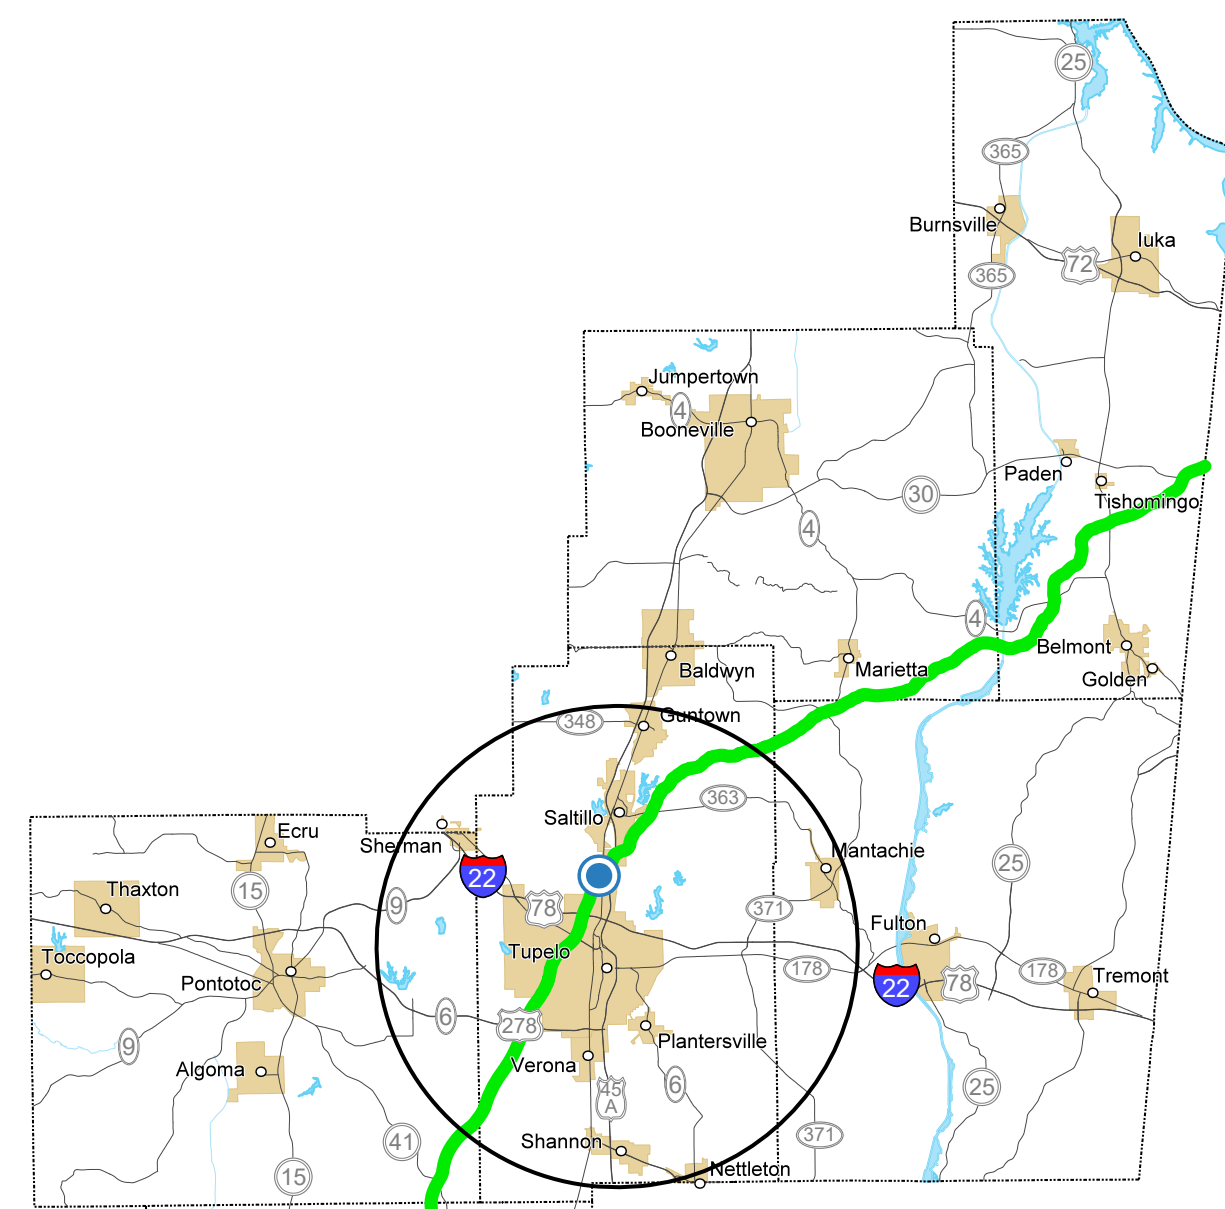 25
365
Burnsville
Iuka
72
365
Jumpertown
4
Booneville
Paden
30
Tishomingo
4
4
Belmont
Marietta
Baldwyn
Golden
Guntown
348
363
Saltillo
Ecru
Sherman
Mantachie
25
22
Thaxton
15
9
78
371
Fulton
Tupelo
Toccopola
178
178
Tremont
Pontotoc
22
78
6
278
9
Plantersville
Verona
Algoma
6
25
45
A
41
Shannon
371
Nettleton
15